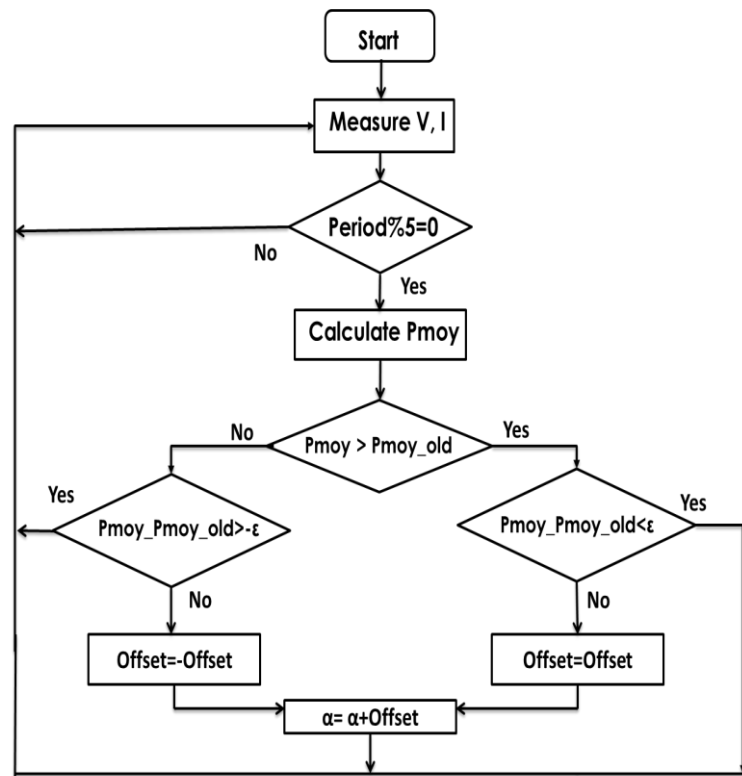 Start
Measure V, I
Period%5=0
No
Yes
Calculate Pmoy
No
Pmoy > Pmoy_old
Yes
Yes
Pmoy_Pmoy_old>-ε
Pmoy_Pmoy_old<ε
Yes
No
No
Offset=-Offset
Offset=Offset
α= α+Offset